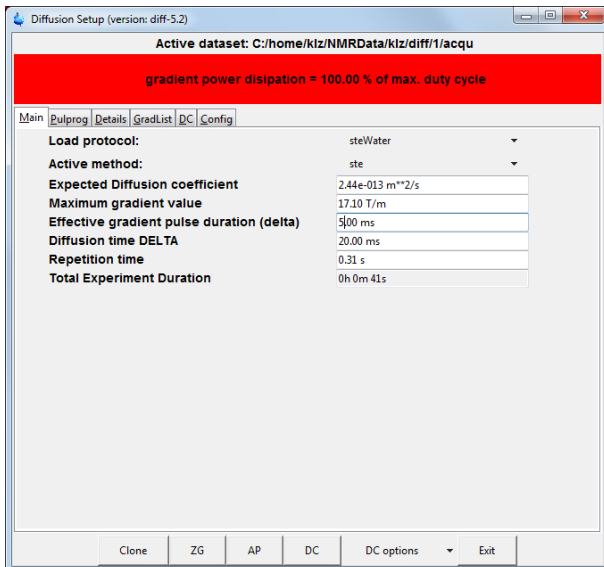 Diffusion Setup (version: diff-5.2)
Active dataset: C:/home/klz/NMRData/klz/diff/1/acqu
gradient power disipation = 100.00 % of max. duty cycle
Main Pulprog Details GradList DC Config
Load protocol: steWater
Active method: ste
Expected Diffusion coefficient 2.44e-013 m**2/s
Maximum gradient value 17.10 T/m
Effective gradient pulse duration (delta) 5.00 ms
Diffusion time DELTA 20.00 ms
Repetition time 0.31 s
Total Experiment Duration 0h 0m 41s
Clone ZG AP DC DC options Exit